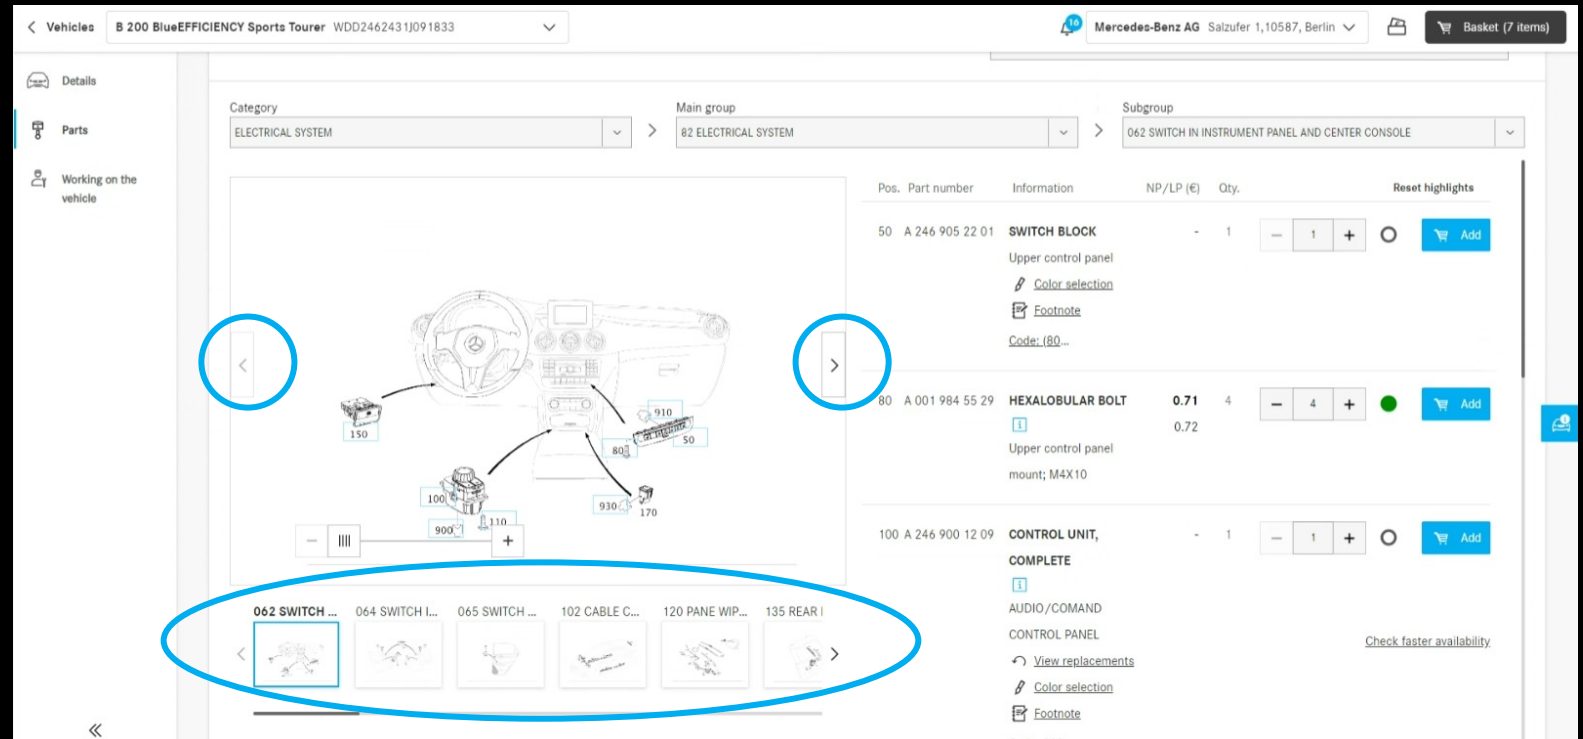 Vehicles
B 200 BlueEFFICIENCY Sports Tourer WDD2462431J091833
16
Mercedes-Benz AG Salzufer 1,10587, Berlin
Basket (7 items)
Details
Parts
Working on the
vehicle
Category
Main group
Subgroup
ELECTRICAL SYSTEM
82 ELECTRICAL SYSTEM
062 SWITCH IN INSTRUMENT PANEL AND CENTER CONSOLE
Pos. Part number Information NP/LP (€) Qty. Reset highlights
50 A 246 905 22 01 SWITCH BLOCK - 1 1 Add
Upper control panel
Color selection
Footnote
Code: (80...
80 A 001 984 55 29 HEXALOBULAR BOLT 0.71 4 4 Add
0.72
Upper control panel
mount; M4X10
100 A 246 900 12 09 CONTROL UNIT, - 1 1 Add
COMPLETE
AUDIO/COMAND
CONTROL PANEL
View replacements
Color selection
Footnote
Check faster availability
910
150
50
80
100
930
170
900
110
062 SWITCH ...
064 SWITCH I...
065 SWITCH ...
102 CABLE C...
120 PANE WIP...
135 REAR